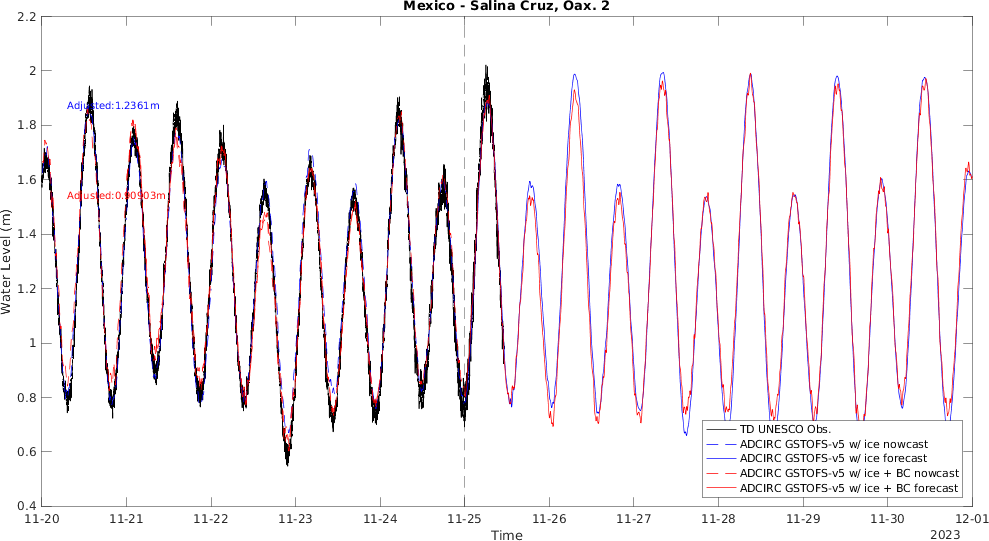 Mexico - Salina Cruz, Oax. 2
2.2
2
1.8
1.6
1.4
1.2
1
0.8
0.6
0.4
Water Level (m)
Adjusted:1.2361m
Adjusted:0.90903m
TD UNESCO Obs.
ADCIRC GSTOFS-v5 w/ ice nowcast
ADCIRC GSTOFS-v5 w/ ice forecast
ADCIRC GSTOFS-v5 w/ ice + BC nowcast
ADCIRC GSTOFS-v5 w/ ice + BC forecast
11-20 11-21 11-22 11-23 11-24 11-25 11-26 11-27 11-28 11-29 11-30 12-01
Time
2023